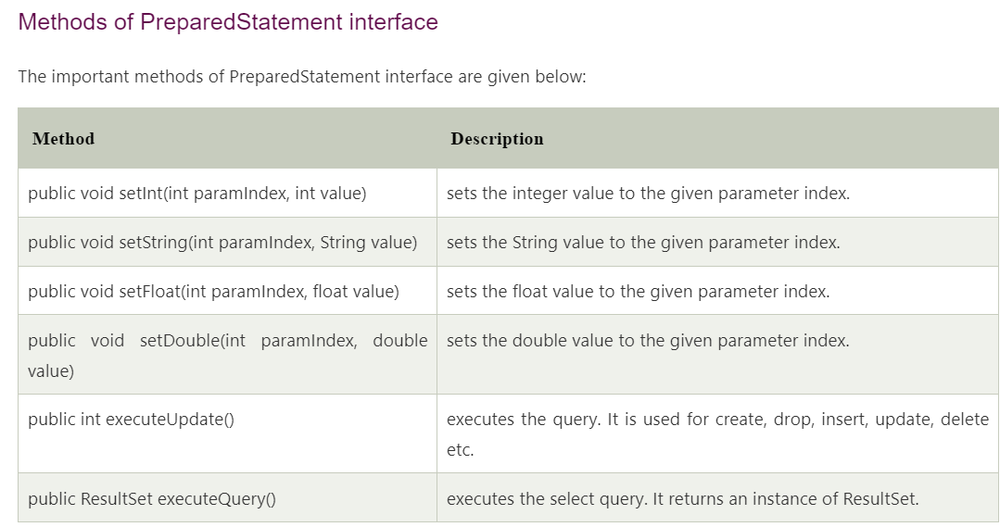 Methods of PreparedStatement interface
The important methods of PreparedStatement interface are given below:
Method Description
public void setInt(int paramIndex, int value) sets the integer value to the given parameter index.
public void setString(int paramIndex, String value) sets the String value to the given parameter index.
public void setFloat(int paramIndex, float value) sets the float value to the given parameter index.
public void setDouble(int paramIndex, double sets the double value to the given parameter index.
value)
public int executeUpdate() executes the query. It is used for create, drop, insert, update, delete
etc.
public ResultSet executeQuery() executes the select query. It returns an instance of ResultSet.